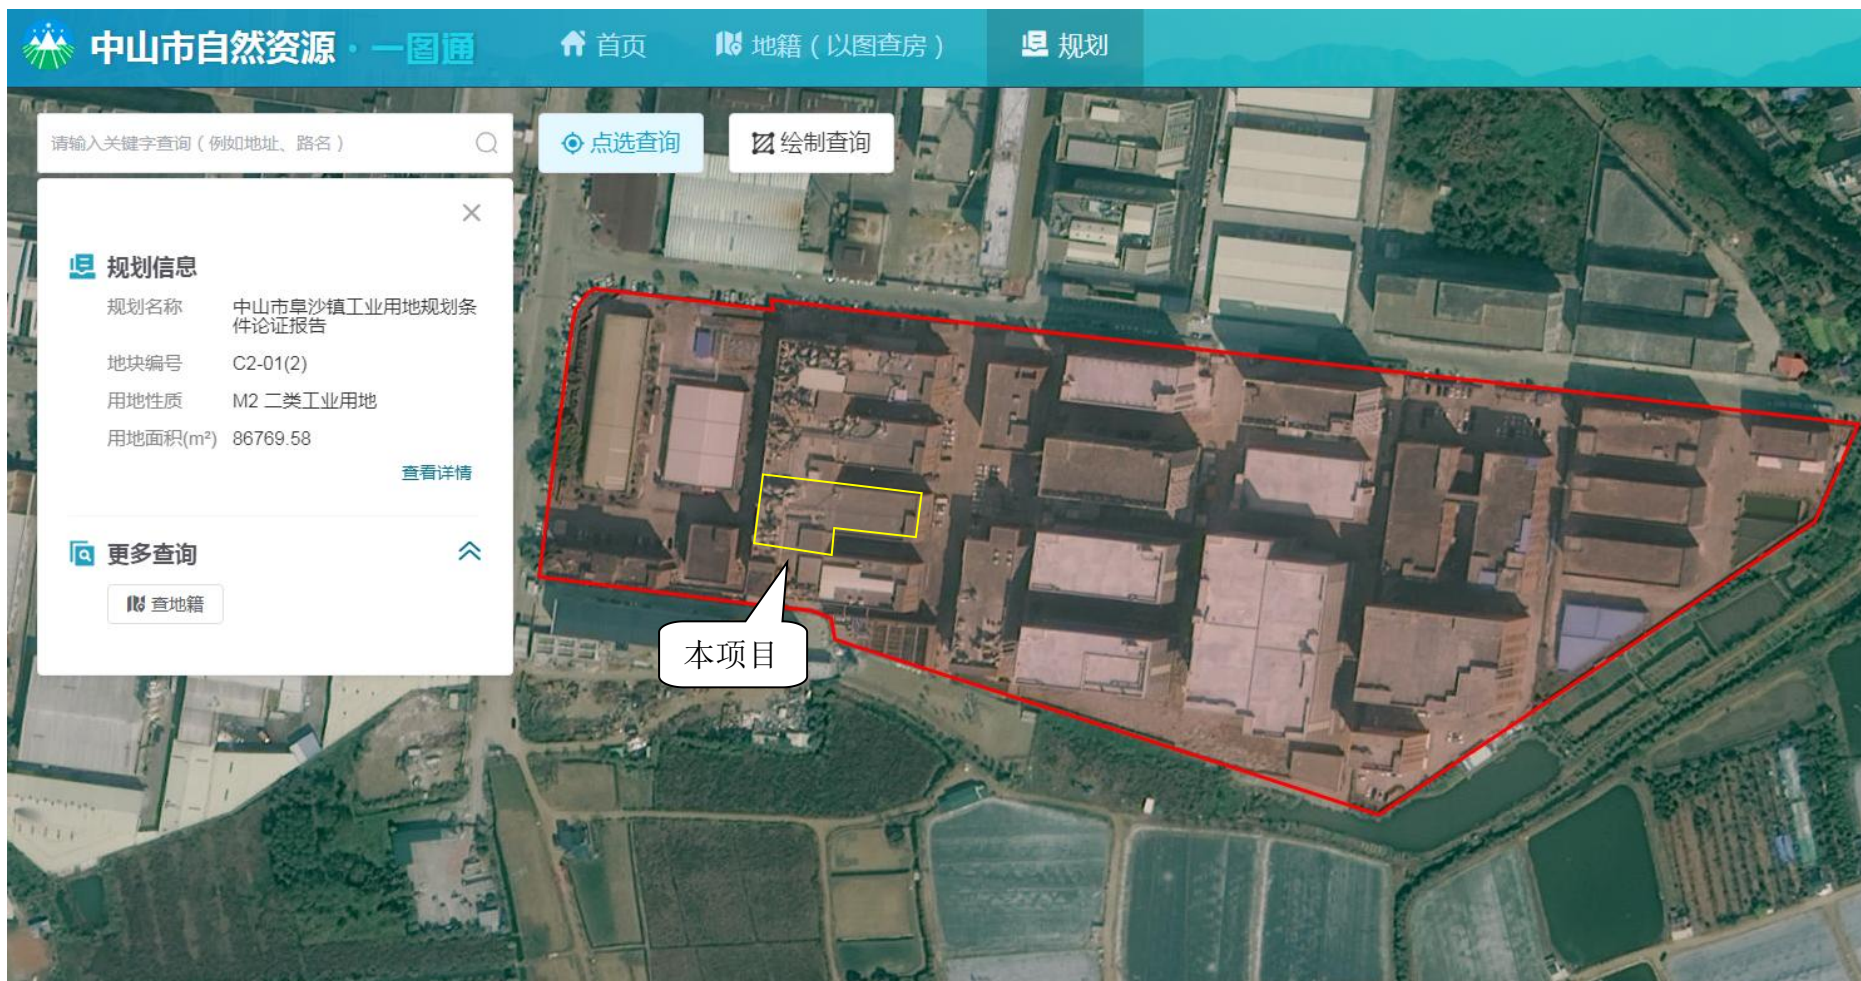 中山市自然资源·一图通
首页
地籍（以图查房）
规划
请输入关键字查询（例如地址、路名）
点选查询
绘制查询
规划信息
规划名称 中山市阜沙镇工业用地规划条
件论证报告
地块编号 C2-01(2)
用地性质 M2 二类工业用地
用地面积(m²) 86769.58
查看详情
更多查询
查地籍
本项目